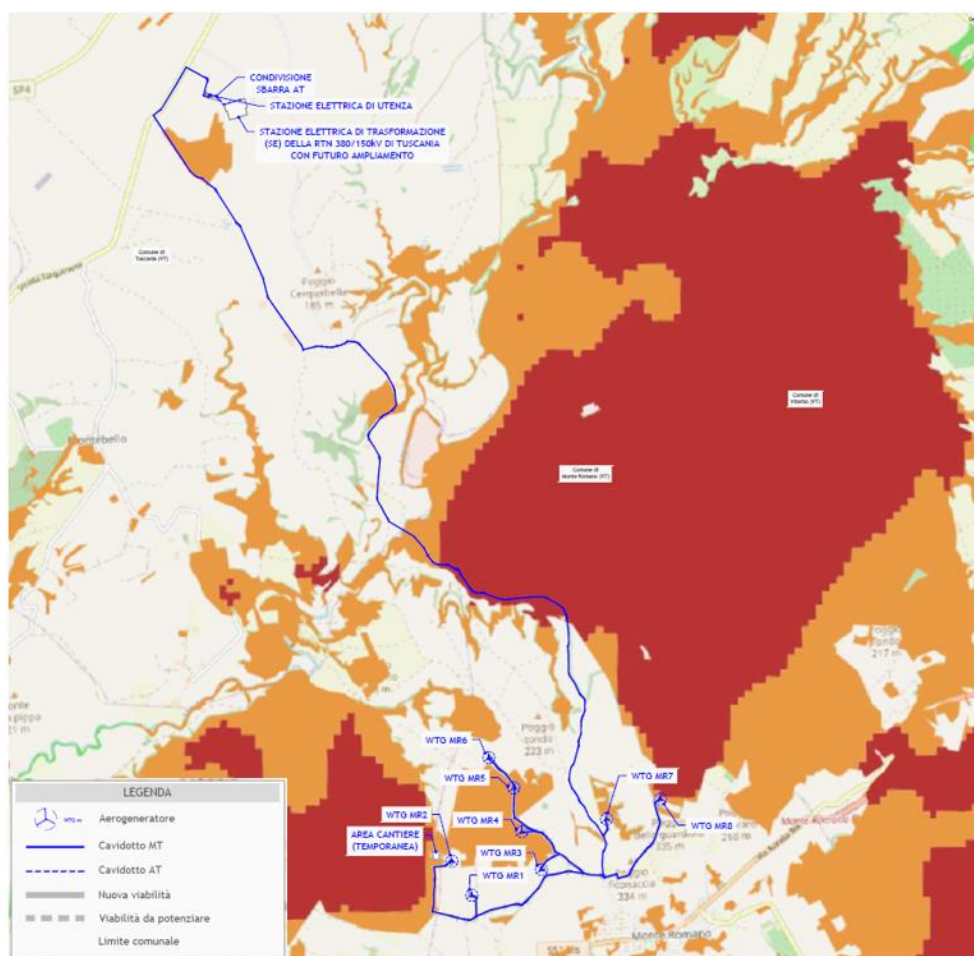 CONDIVISIONE
SBARRA AT
STAZIONE ELETTRICA DI UTENZA
STAZIONE ELETTRICA DI TRASFORMAZIONE
(SE) DELLA RTN 380/150kV DI TUSCANIA
CON FUTURO AMPLIAMENTO
SP4
Comune di
Tuscania (VT)
Poggio
185 m
Comune di
Viterbo (VT)
Montebello
Comune di
Monte Romano (VT)
217 m
Poggio
223 m
WTG MR6
WTG MR5
WTG MR7
WTG MR4
WTG MR8
WTG MR2
AREA CANTIERE
(TEMPORANEA)
WTG MR3
WTG MR1
Poggio
334 m
Monte Romano
LEGENDA
WTG n
Aerogeneratore
Cavidotto MT
Cavidotto AT
Nuova viabilità
Viabilità da potenziare
Limite comunale